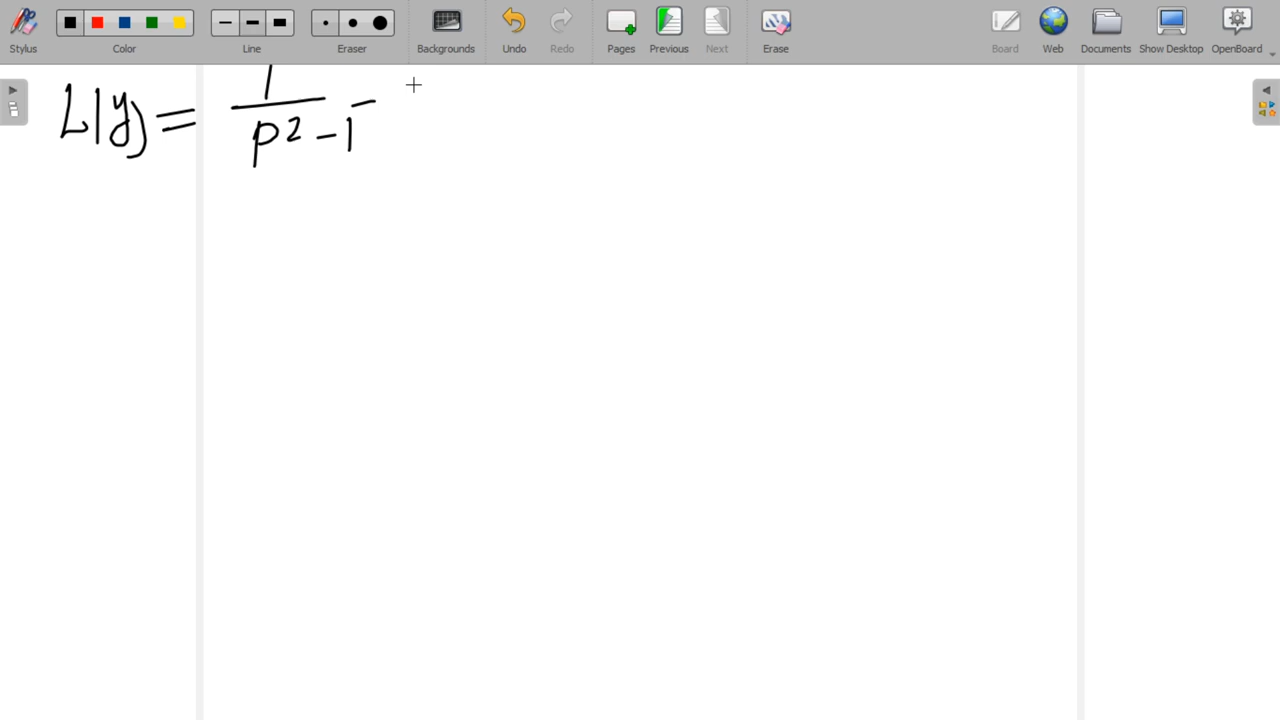 Stylus Color Line Eraser Backgrounds Undo Redo Pages Previous Next Erase Board Web Documents Show Desktop OpenBoard
L(y) = 1 / p² - 1 -